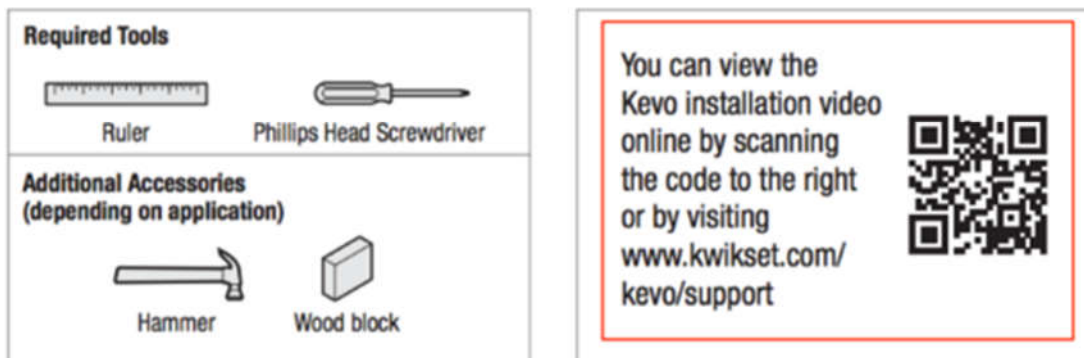 Required Tools
Ruler
Phillips Head Screwdriver
Additional Accessories
(depending on application)
Hammer
Wood block
You can view the
Kevo installation video
online by scanning
the code to the right
or by visiting
www.kwikset.com/
kevo/support